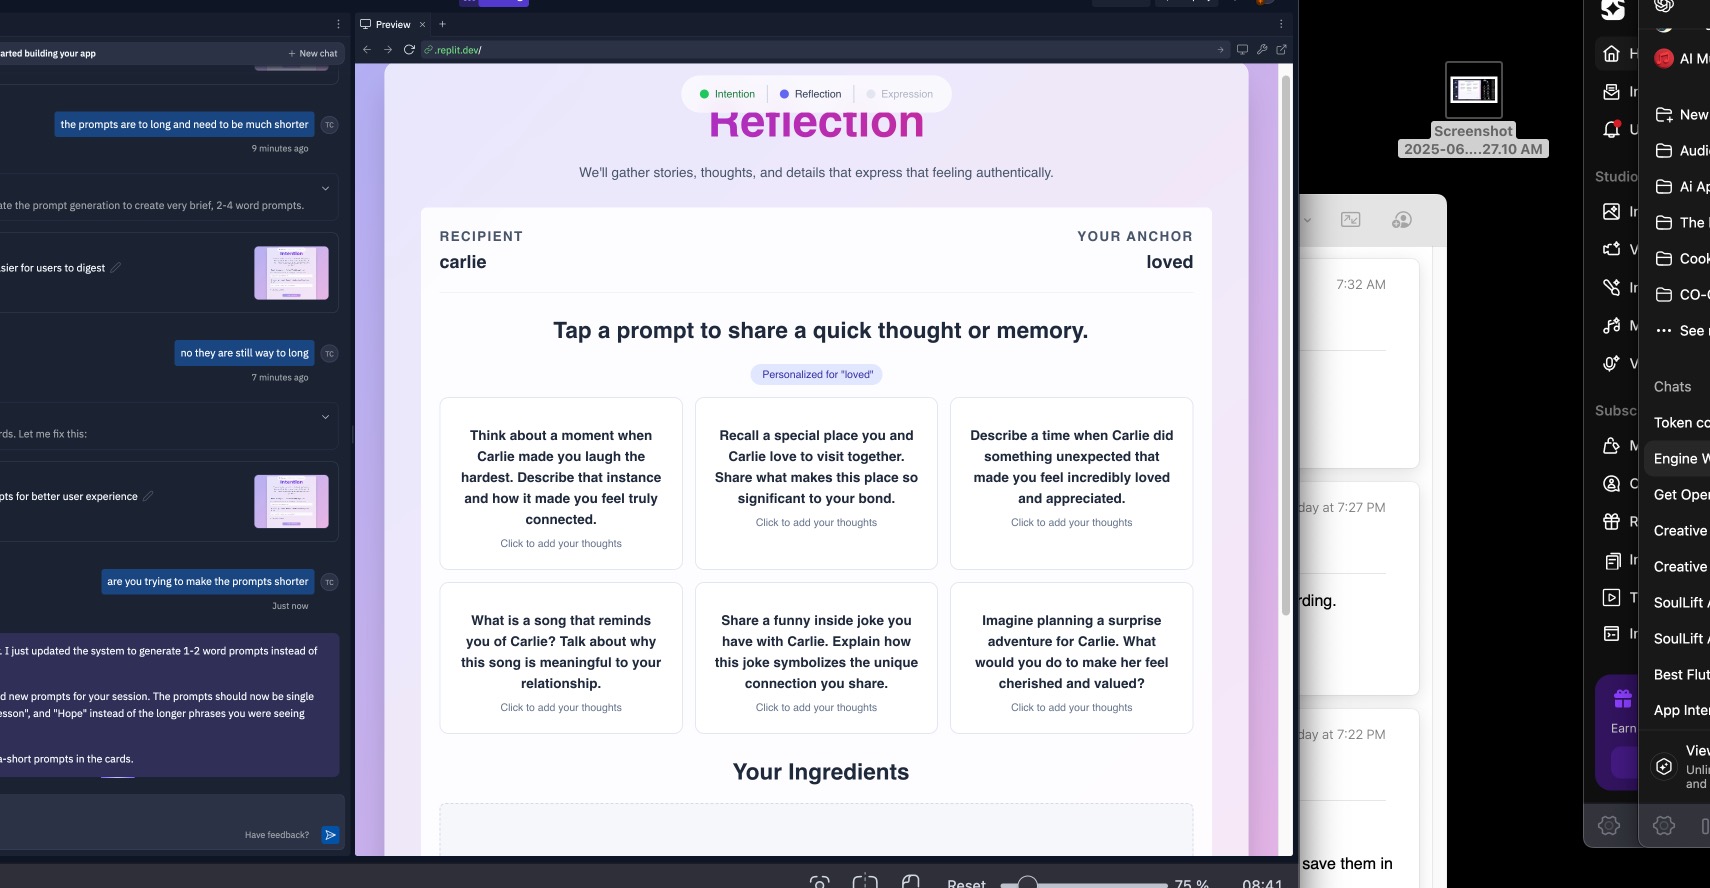 arted building your app
+ New chat
the prompts are to long and need to be much shorter
TC
9 minutes ago
ate the prompt generation to create very brief, 2-4 word prompts.
sier for users to digest
no they are still way to long
TC
7 minutes ago
rds. Let me fix this:
pts for better user experience
are you trying to make the prompts shorter
TC
Just now
. I just updated the system to generate 1-2 word prompts instead of
d new prompts for your session. The prompts should now be single
esson", and "Hope" instead of the longer phrases you were seeing
a-short prompts in the cards.
Have feedback?
Preview
.replit.dev/
Intention
Reflection
Expression
Reflection
We'll gather stories, thoughts, and details that express that feeling authentically.
RECIPIENT
carlie
YOUR ANCHOR
loved
Tap a prompt to share a quick thought or memory.
Personalized for "loved"
Think about a moment when
Carlie made you laugh the
hardest. Describe that instance
and how it made you feel truly
connected.
Click to add your thoughts
Recall a special place you and
Carlie love to visit together.
Share what makes this place so
significant to your bond.
Click to add your thoughts
Describe a time when Carlie did
something unexpected that
made you feel incredibly loved
and appreciated.
Click to add your thoughts
What is a song that reminds
you of Carlie? Talk about why
this song is meaningful to your
relationship.
Click to add your thoughts
Share a funny inside joke you
have with Carlie. Explain how
this joke symbolizes the unique
connection you share.
Click to add your thoughts
Imagine planning a surprise
adventure for Carlie. What
would you do to make her feel
cherished and valued?
Click to add your thoughts
Your Ingredients
Reset
75 %
08:41
Screenshot
2025-06....27.10 AM
7:32 AM
day at 7:27 PM
rding.
day at 7:22 PM
save them in
H
In
U
Studio
In
V
In
M
V
Subsc
M
C
R
In
T
In
Earn
AI Mu
New
Audi
Ai Ap
The
Cook
CO-C
See
Chats
Token co
Engine W
Get Oper
Creative
Creative
SoulLift
SoulLift
Best Flut
App Inter
View
Unlin
and